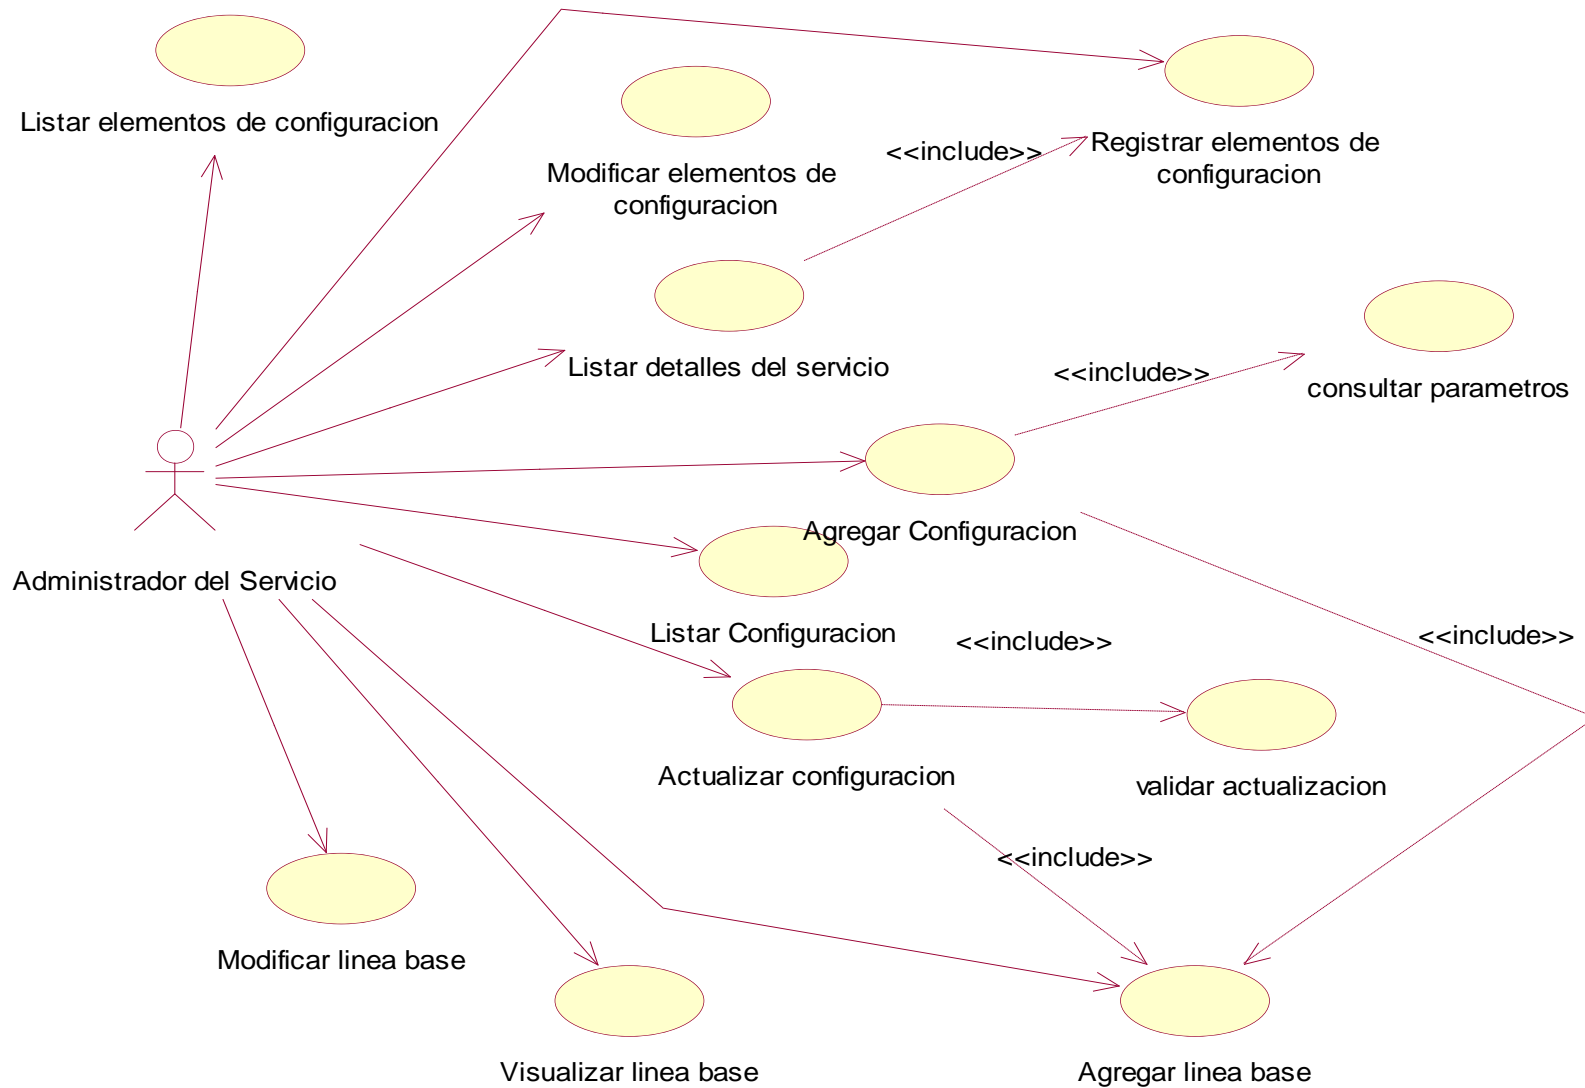 Listar elementos de configuracion
Modificar elementos de
configuracion
<<include>>
Registrar elementos de
configuracion
Listar detalles del servicio
<<include>>
consultar parametros
Agregar Configuracion
Administrador del Servicio
Listar Configuracion
<<include>>
<<include>>
Actualizar configuracion
validar actualizacion
<<include>>
Modificar linea base
Visualizar linea base
Agregar linea base